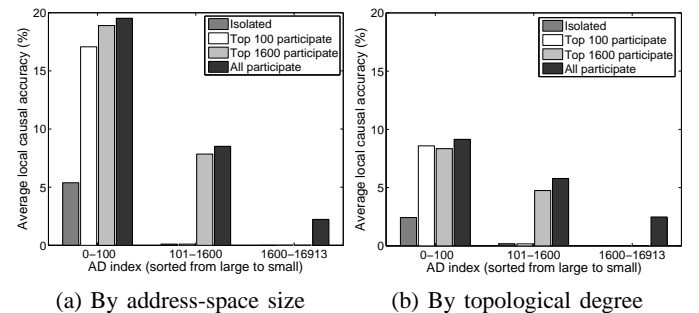 Average local causal accuracy (%)
20
15
10
5
0
Isolated
Top 100 participate
Top 1600 participate
All participate
0−100
101−1600
1600−16913
AD index (sorted from large to small)
(a) By address-space size
Average local causal accuracy (%)
20
15
10
5
0
Isolated
Top 100 participate
Top 1600 participate
All participate
0−100
101−1600
1600−16913
AD index (sorted from large to small)
(b) By topological degree